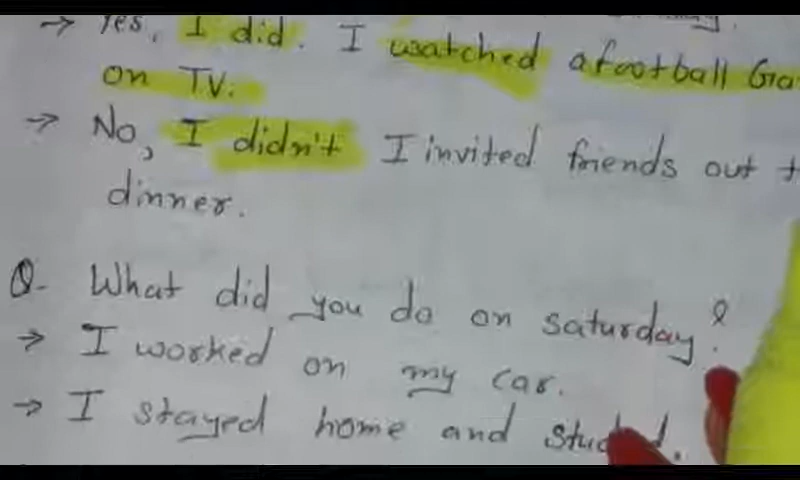 → Yes, I did. I watched a football
on TV.
→ No, I didn't I invited friends out
dinner.
Q- What did you do on saturday?
→ I worked on my car.
→ I stayed home and